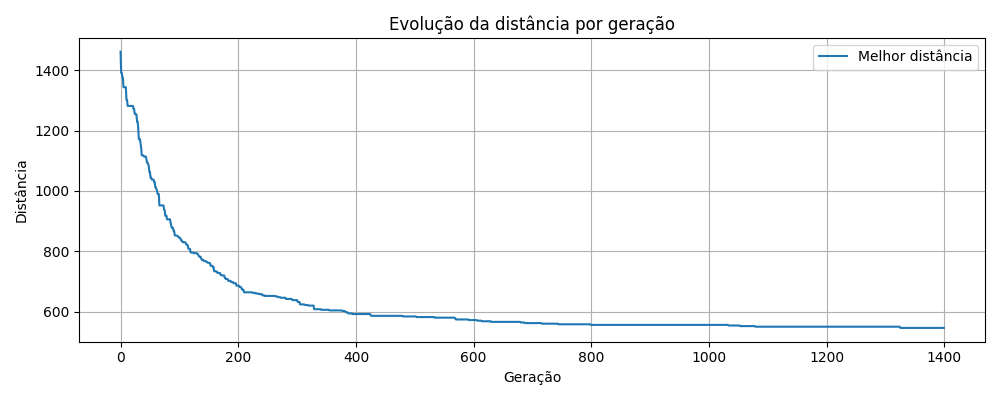 Evolução da distância por geração
Melhor distância
Distância
1400
1200
1000
800
600
0 200 400 600 800 1000 1200 1400
Geração